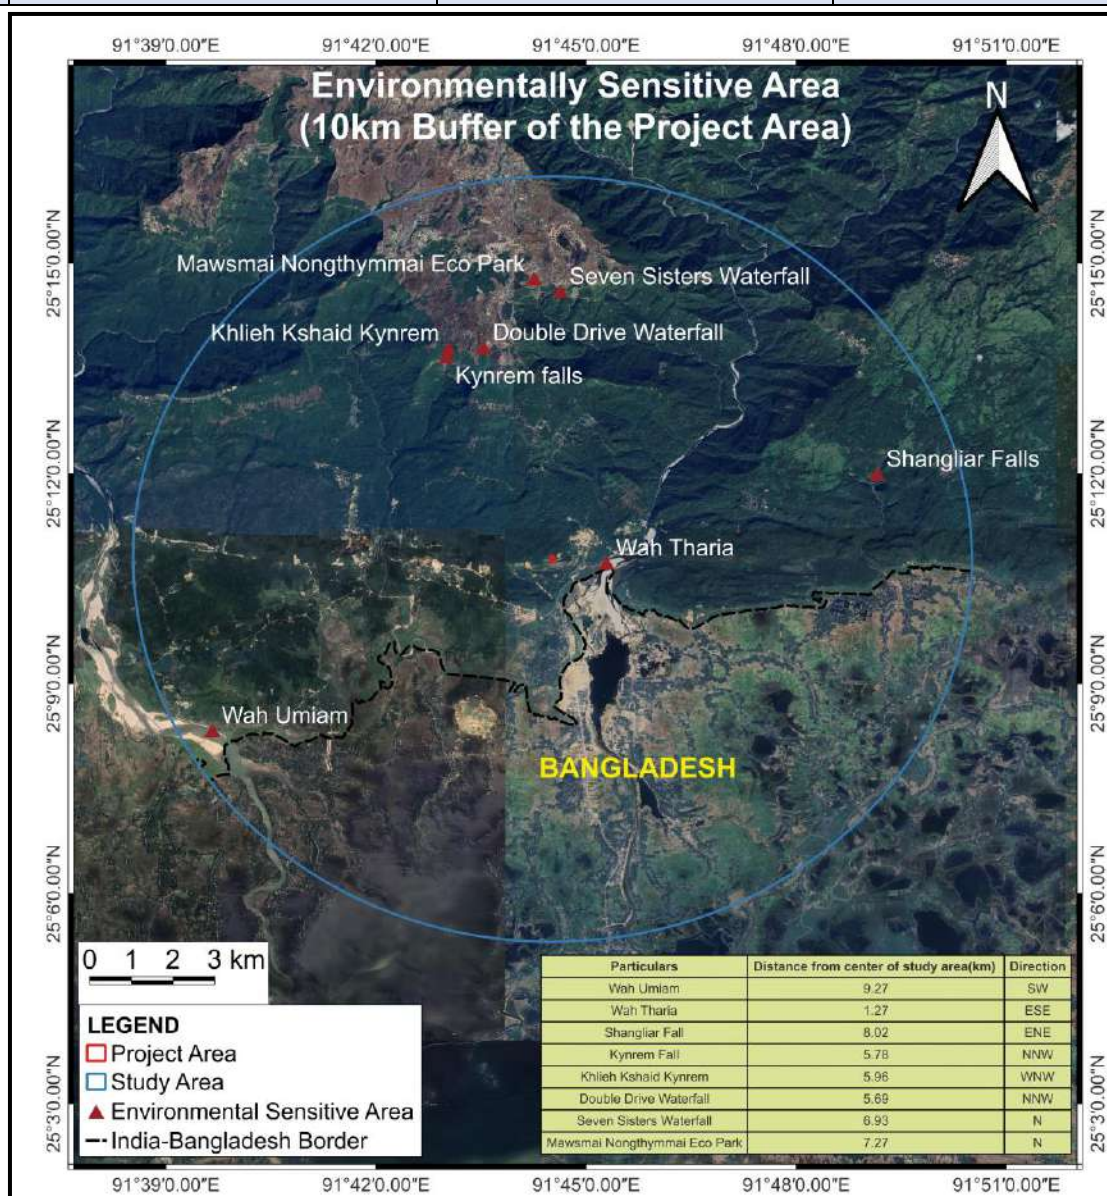 91°39'0.00"E 91°42'0.00"E 91°45'0.00"E 91°48'0.00"E 91°51'0.00"E
Environmentally Sensitive Area
(10km Buffer of the Project Area)
N
25°15'0.00"N 25°15'0.00"N
Mawsmai Nongthymmai Eco Park
Seven Sisters Waterfall
Khlieh Kshaid Kynrem
Double Drive Waterfall
Kynrem falls
25°12'0.00"N 25°12'0.00"N
Shangliar Falls
Wah Tharia
25°9'0.00"N 25°9'0.00"N
Wah Umiam
BANGLADESH
25°6'0.00"N 25°6'0.00"N
0 1 2 3 km
LEGEND
Project Area
Study Area
Environmental Sensitive Area
India-Bangladesh Border
Particulars Distance from center of study area(km) Direction
Wah Umiam 9.27 SW
Wah Tharia 1.27 ESE
Shangliar Fall 8.02 ENE
Kynrem Fall 5.78 NNW
Khlieh Kshaid Kynrem 5.96 WNW
Double Drive Waterfall 5.69 NNW
Seven Sisters Waterfall 6.93 N
Mawsmai Nongthymmai Eco Park 7.27 N
25°3'0.00"N 25°3'0.00"N
91°39'0.00"E 91°42'0.00"E 91°45'0.00"E 91°48'0.00"E 91°51'0.00"E